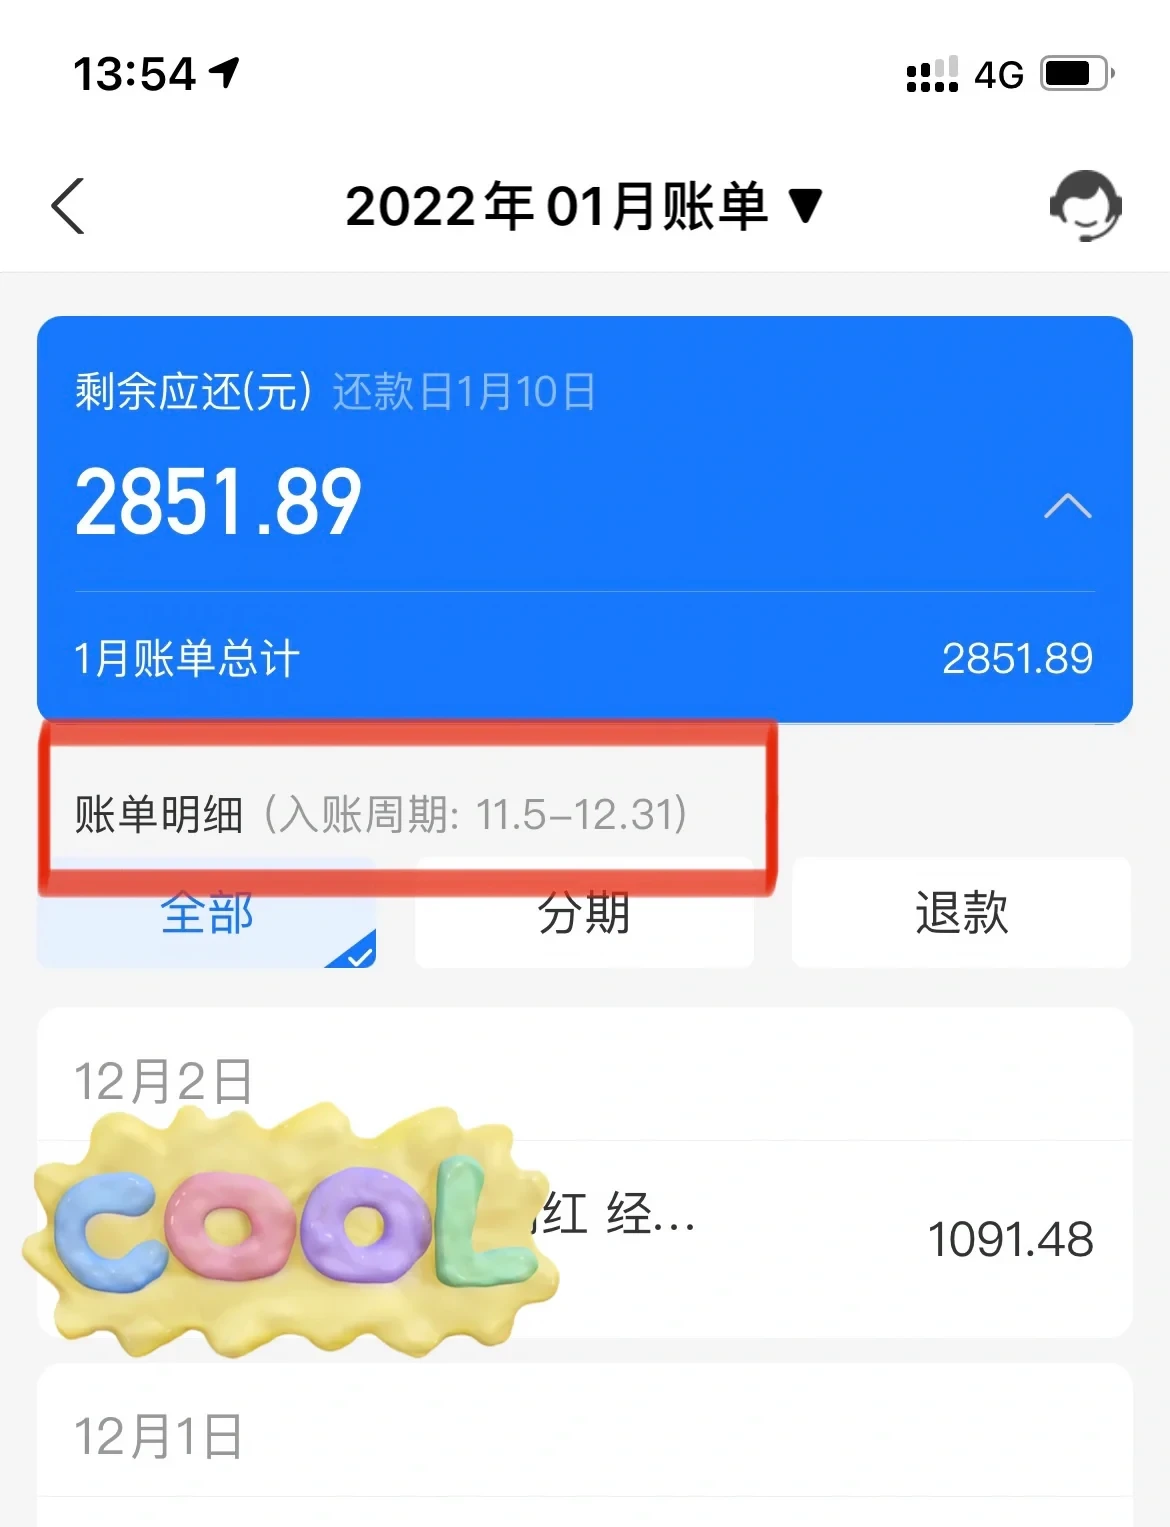 13:54 4G
2022年01月账单 ▼
剩余应还(元) 还款日1月10日
2851.89
1月账单总计 2851.89
账单明细 (入账周期: 11.5-12.31)
全部 分期 退款
12月2日
COOL
红 经...
1091.48
12月1日